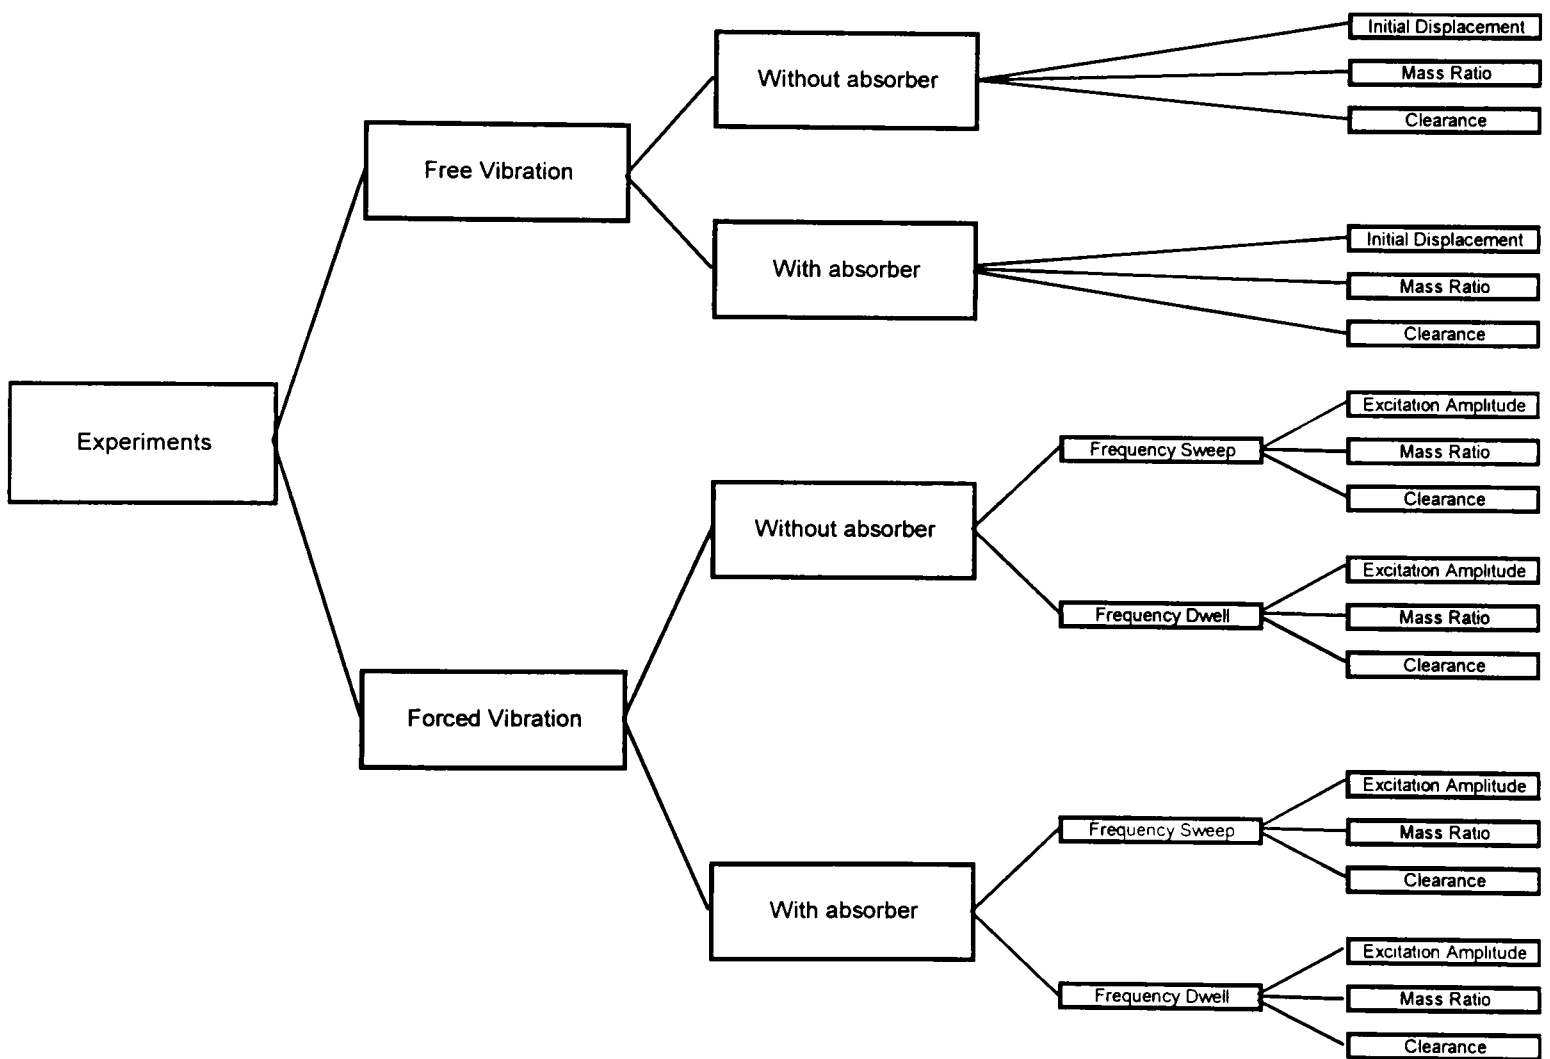 Initial Displacement
Without absorber
Mass Ratio
Clearance
Free Vibration
Initial Displacement
With absorber
Mass Ratio
Clearance
Experiments
Excitation Amplitude
Frequency Sweep
Mass Ratio
Clearance
Without absorber
Excitation Amplitude
Frequency Dwell
Mass Ratio
Clearance
Forced Vibration
Excitation Amplitude
Frequency Sweep
Mass Ratio
Clearance
With absorber
Excitation Amplitude
Frequency Dwell
Mass Ratio
Clearance